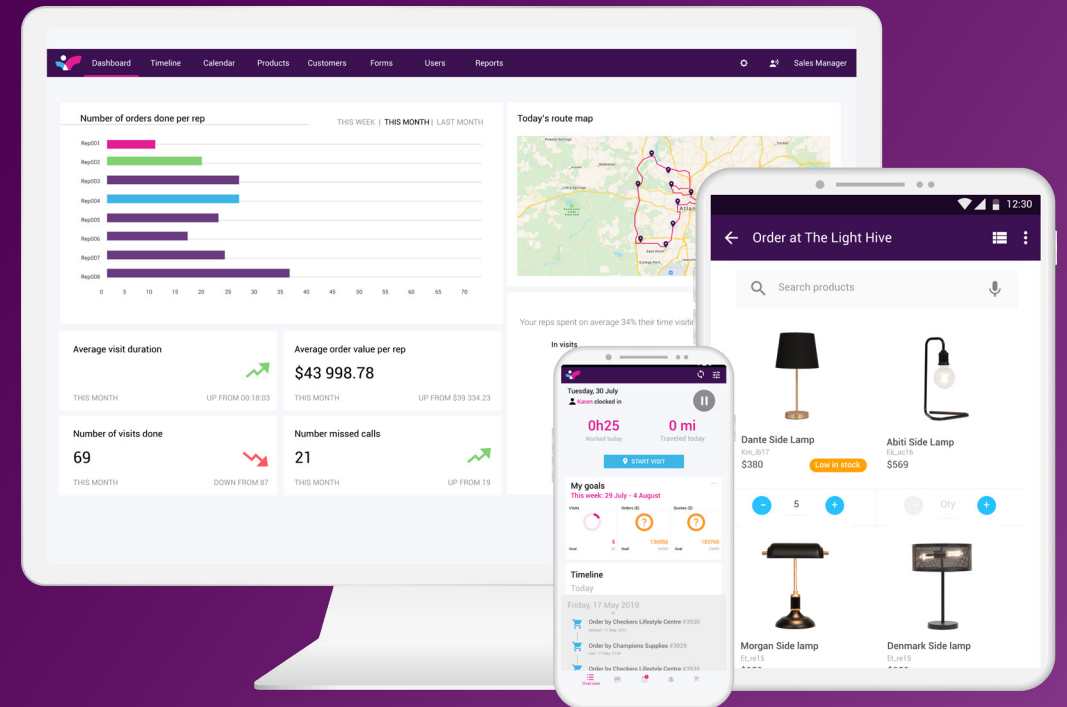 Dashboard Timeline Calendar Products Customers Forms Users Reports Sales Manager
Number of orders done per rep
THIS WEEK | THIS MONTH | LAST MONTH
Rep001
Rep002
Rep003
Rep004
Rep005
Rep006
Rep007
Rep008
0 5 10 15 20 25 30 35 40 45 50 55 60 65 70
Today's route map
Your reps spent on average 34% their time
In visits
Average visit duration
THIS MONTH UP FROM 00:18:03
Average order value per rep
$43 998.78
THIS MONTH UP FROM $39 334.23
Number of visits done
69
THIS MONTH DOWN FROM 87
Number missed calls
21
THIS MONTH UP FROM 19
Tuesday, 30 July
Karen clocked in
0h25 0 mi
Worked today Traveled today
START VISIT
My goals
This week: 29 July - 4 August
Visits Orders ($) Quotes ($)
? ?
5
Goal Goal Goal
Timeline
Today
Friday, 17 May 2019
Order by Checkers Lifestyle Centre #3930
Order by Champions Supplies #3929
Order by Checkers Lifestyle Centre
Overview
12:30
Order at The Light Hive
Search products
Dante Side Lamp
Km_ib17
$380 Low in stock
Abiti Side Lamp
Ek_ac16
$569
- 5 +
- Qty +
Morgan Side lamp
Et_re15
Denmark Side lamp
Et_re15